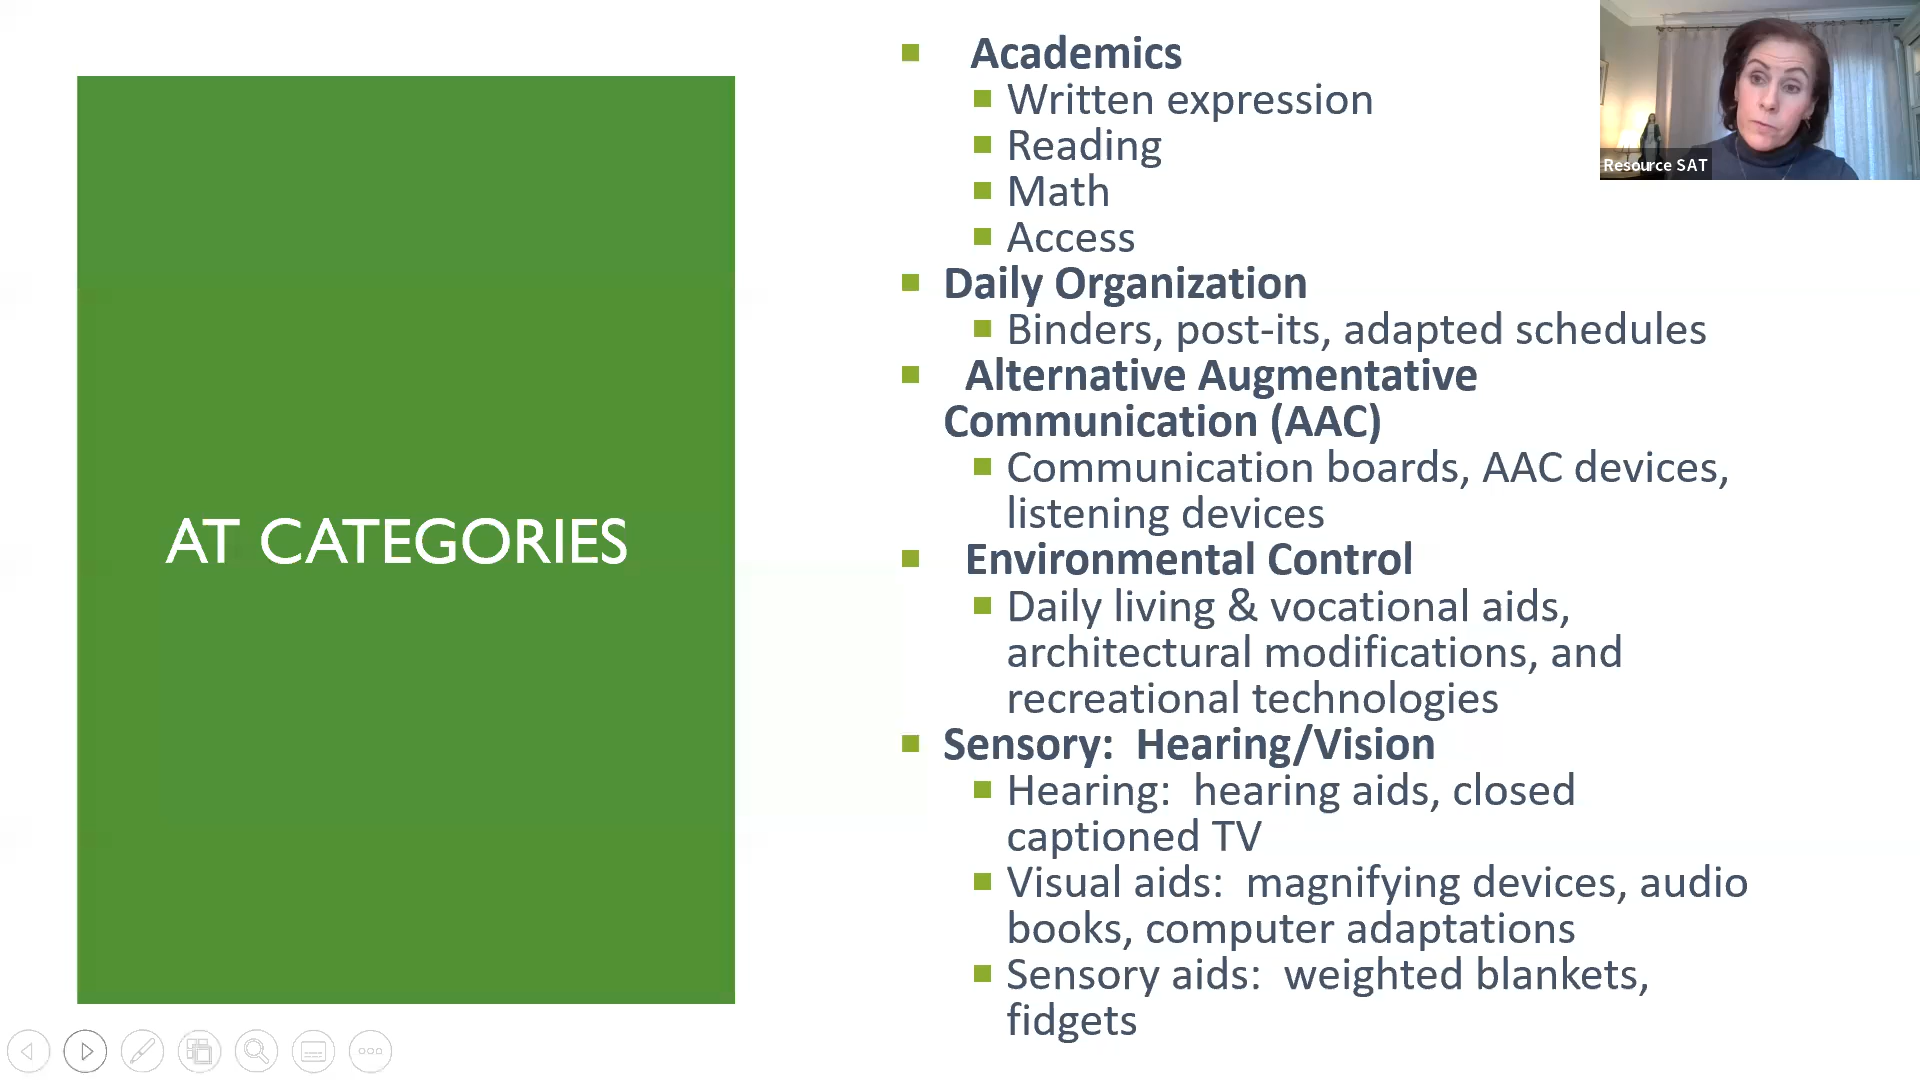 AT CATEGORIES
Academics
Written expression
Reading
Math
Access
Daily Organization
Binders, post-its, adapted schedules
Alternative Augmentative
Communication (AAC)
Communication boards, AAC devices,
listening devices
Environmental Control
Daily living & vocational aids,
architectural modifications, and
recreational technologies
Sensory:  Hearing/Vision
Hearing:  hearing aids, closed
captioned TV
Visual aids:  magnifying devices, audio
books, computer adaptations
Sensory aids:  weighted blankets,
fidgets
Resource SAT